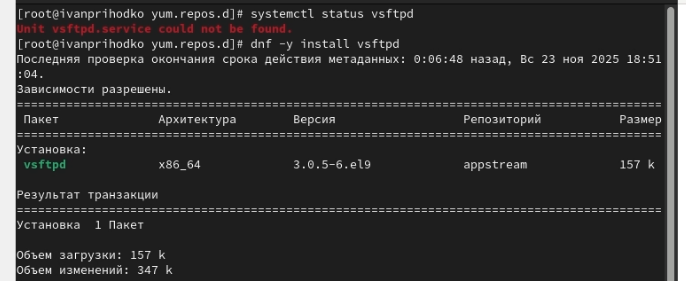 [root@ivanprihodko yum.repos.d]# systemctl status vsftpd
Unit vsftpd.service could not be found.
[root@ivanprihodko yum.repos.d]# dnf -y install vsftpd
Последняя проверка окончания срока действия метаданных: 0:06:48 назад, Вс 23 ноя 2025 18:51
:04.
Зависимости разрешены.
================================================================================
Пакет Архитектура Версия Репозиторий Размер
================================================================================
Установка:
vsftpd x86_64 3.0.5-6.el9 appstream 157 k
Результат транзакции
================================================================================
Установка 1 Пакет
Объем загрузки: 157 k
Объем изменений: 347 k